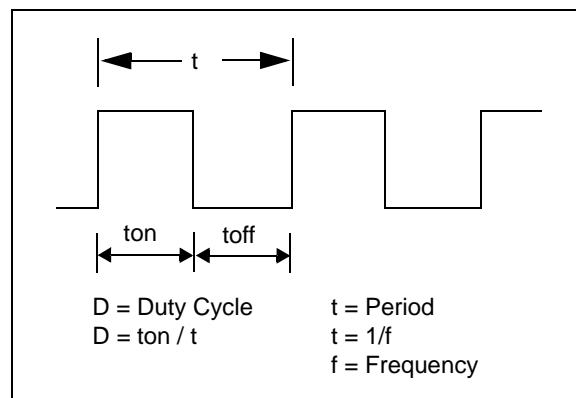 t
ton
toff
D = Duty Cycle
D = ton / t
t = Period
t = 1/f
f = Frequency